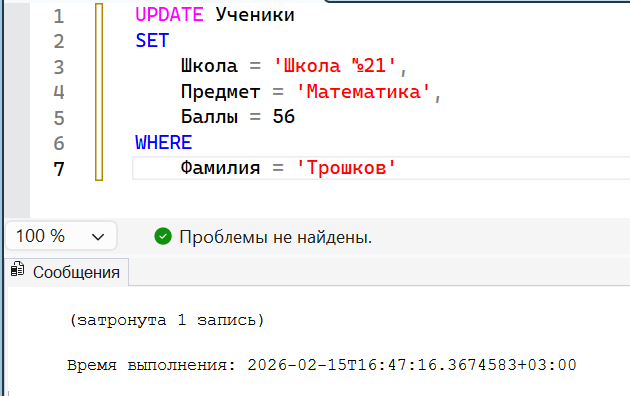 1 UPDATE Ученики
2 SET
3 Школа = 'Школа №21',
4 Предмет = 'Математика',
5 Баллы = 56
6 WHERE
7 Фамилия = 'Трошков'
100 % Проблемы не найдены.
Сообщения
(затронута 1 запись)
Время выполнения: 2026-02-15T16:47:16.3674583+03:00